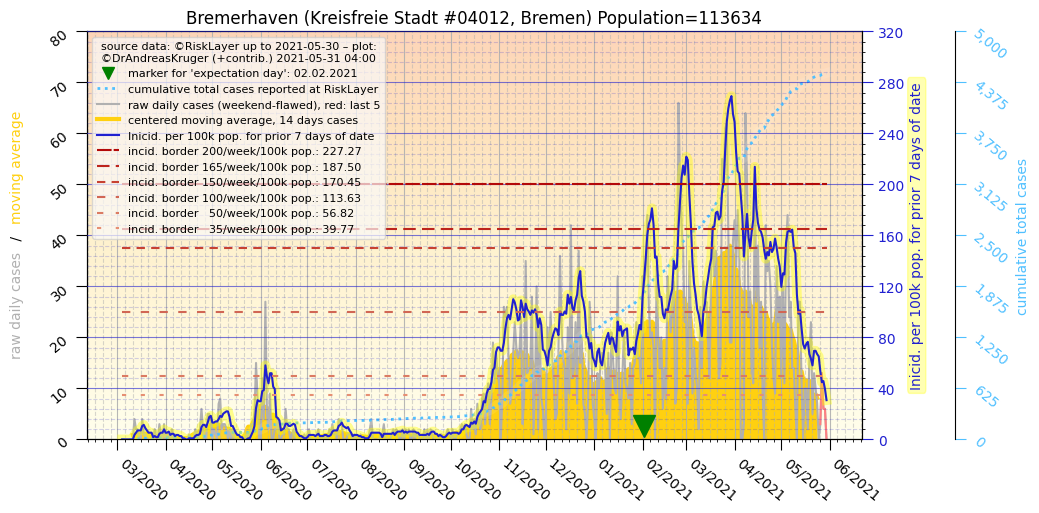 Bremerhaven (Kreisfreie Stadt #04012, Bremen) Population=113634
source data: ©RiskLayer up to 2021-05-30 – plot:
©DrAndreasKruger (+contrib.) 2021-05-31 04:00
marker for 'expectation day': 02.02.2021
cumulative total cases reported at RiskLayer
raw daily cases (weekend-flawed), red: last 5
centered moving average, 14 days cases
Inicid. per 100k pop. for prior 7 days of date
incid. border 200/week/100k pop.: 227.27
incid. border 165/week/100k pop.: 187.50
incid. border 150/week/100k pop.: 170.45
incid. border 100/week/100k pop.: 113.63
incid. border   50/week/100k pop.: 56.82
incid. border   35/week/100k pop.: 39.77
raw daily cases   /   moving average
80
70
60
50
40
30
20
10
0
03/2020
04/2020
05/2020
06/2020
07/2020
08/2020
09/2020
10/2020
11/2020
12/2020
01/2021
02/2021
03/2021
04/2021
05/2021
06/2021
320
280
240
200
160
120
80
40
0
Inicid. per 100k pop. for prior 7 days of date
5,000
4,375
3,750
3,125
2,500
1,875
1,250
625
0
cumulative total cases